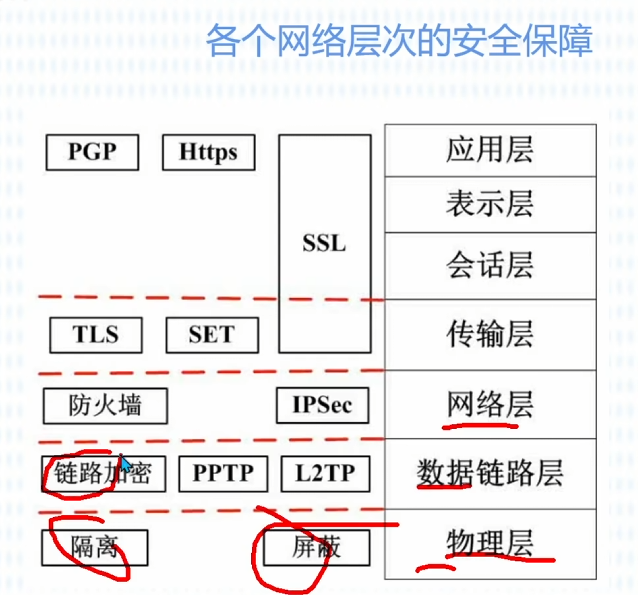 各个网络层次的安全保障
PGP Https SSL 应用层
表示层
会话层
TLS SET 传输层
防火墙 IPSec 网络层
链路加密 PPTP L2TP 数据链路层
隔离 屏蔽 物理层